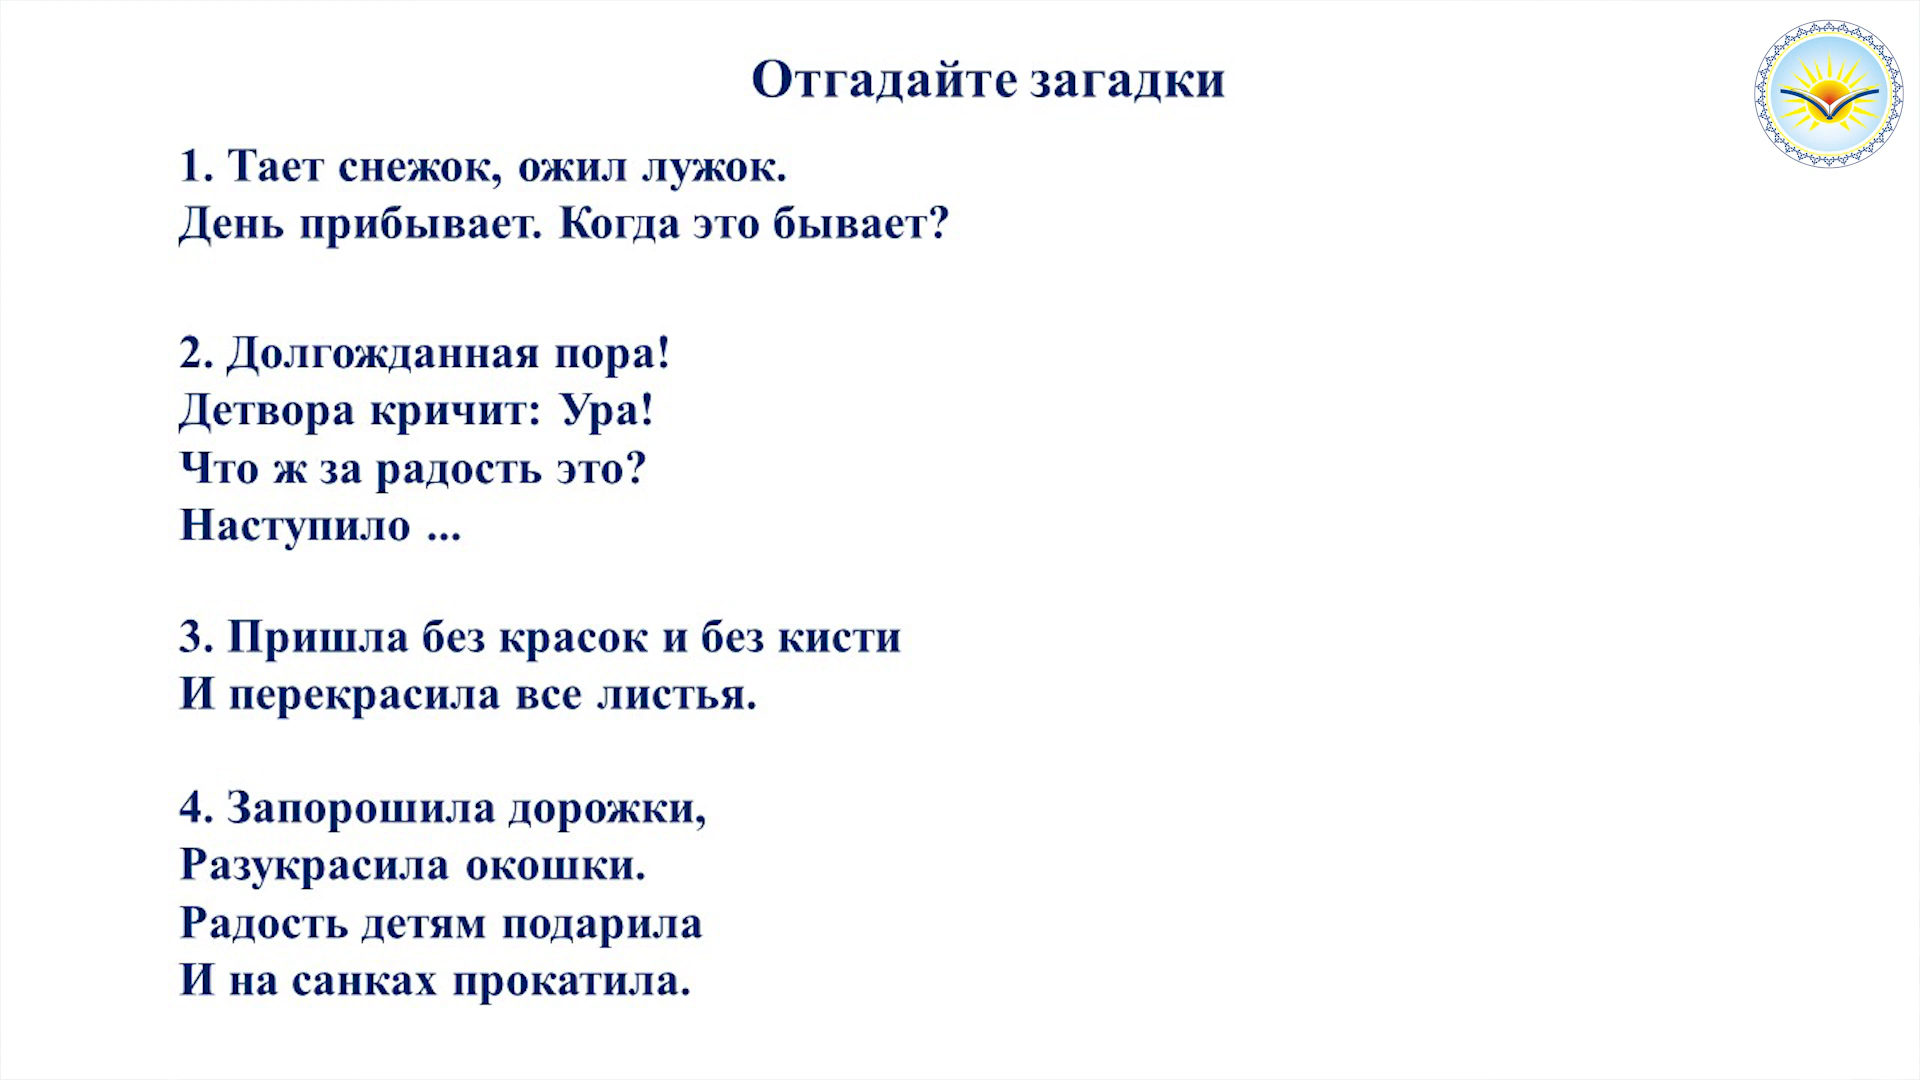 Отгадайте загадки
1. Тает снежок, ожил лужок.
День прибывает. Когда это бывает?
2. Долгожданная пора!
Детвора кричит: Ура!
Что ж за радость это?
Наступило ...
3. Пришла без красок и без кисти
И перекрасила все листья.
4. Запорошила дорожки,
Разукрасила окошки.
Радость детям подарила
И на санках прокатила.